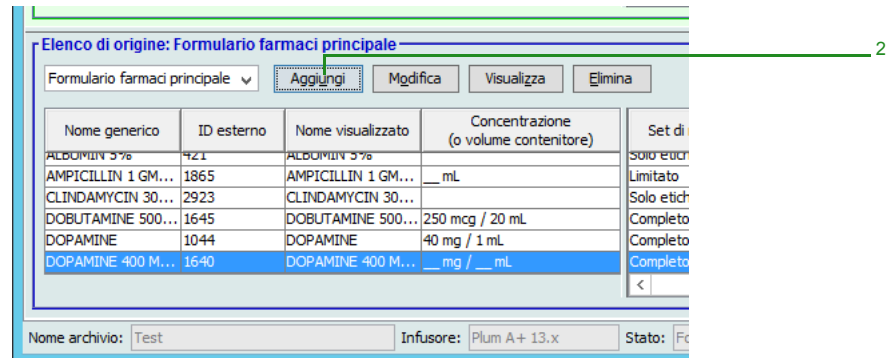 Elenco di origine: Formulario farmaci principale
2
Formulario farmaci principale Aggiungi Modifica Visualizza Elimina
Nome generico ID esterno Nome visualizzato Concentrazione (o volume contenitore) Set di
ALBUMIN 5% 421 ALBUMIN 5% Solo etich
AMPICILLIN 1 GM... 1865 AMPICILLIN 1 GM... __ mL Limitato
CLINDAMYCIN 30... 2923 CLINDAMYCIN 30... Solo etich
DOBUTAMINE 500... 1645 DOBUTAMINE 500... 250 mcg / 20 mL Completo
DOPAMINE 1044 DOPAMINE 40 mg / 1 mL Completo
DOPAMINE 400 M... 1640 DOPAMINE 400 M... __ mg / __ mL Completo
Nome archivio: Test Infusore: Plum A+ 13.x Stato: Fo